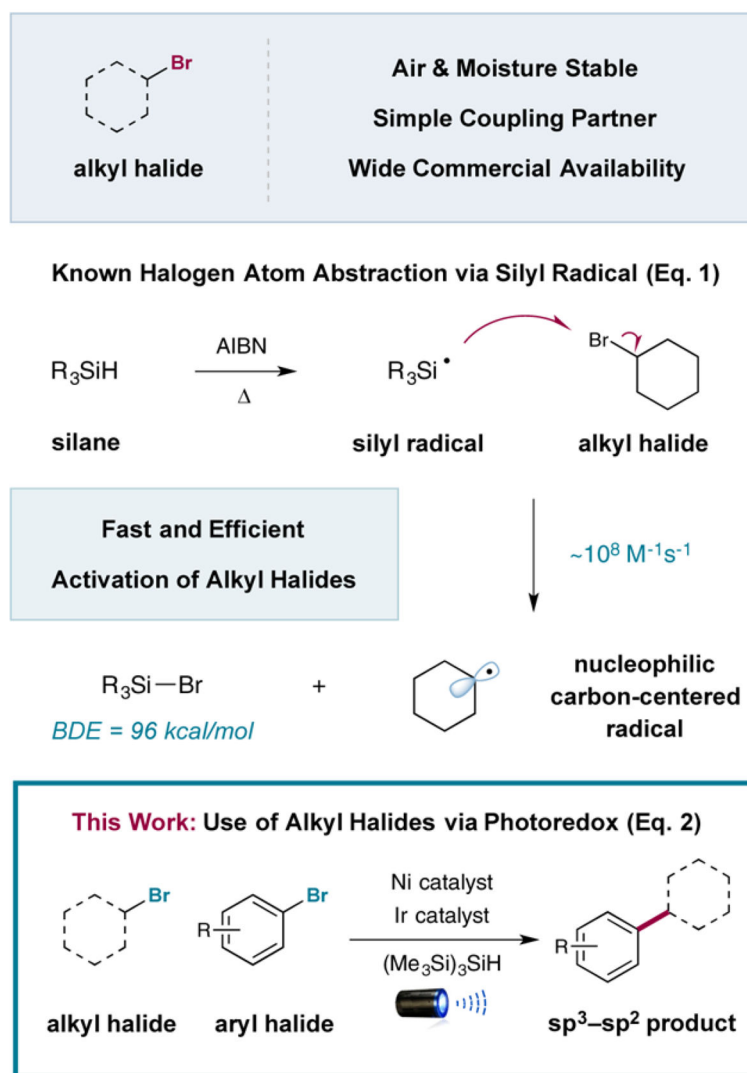 Br
alkyl halide
Air & Moisture Stable
Simple Coupling Partner
Wide Commercial Availability
Known Halogen Atom Abstraction via Silyl Radical (Eq. 1)
R₃SiH
AIBN
Δ
R₃Si•
Br
silane
silyl radical
alkyl halide
Fast and Efficient
Activation of Alkyl Halides
~10⁸ M⁻¹s⁻¹
R₃Si—Br
+
BDE = 96 kcal/mol
nucleophilic
carbon-centered
radical
This Work: Use of Alkyl Halides via Photoredox (Eq. 2)
Br
R
Br
Ni catalyst
Ir catalyst
(Me₃Si)₃SiH
R
alkyl halide
aryl halide
sp³–sp² product